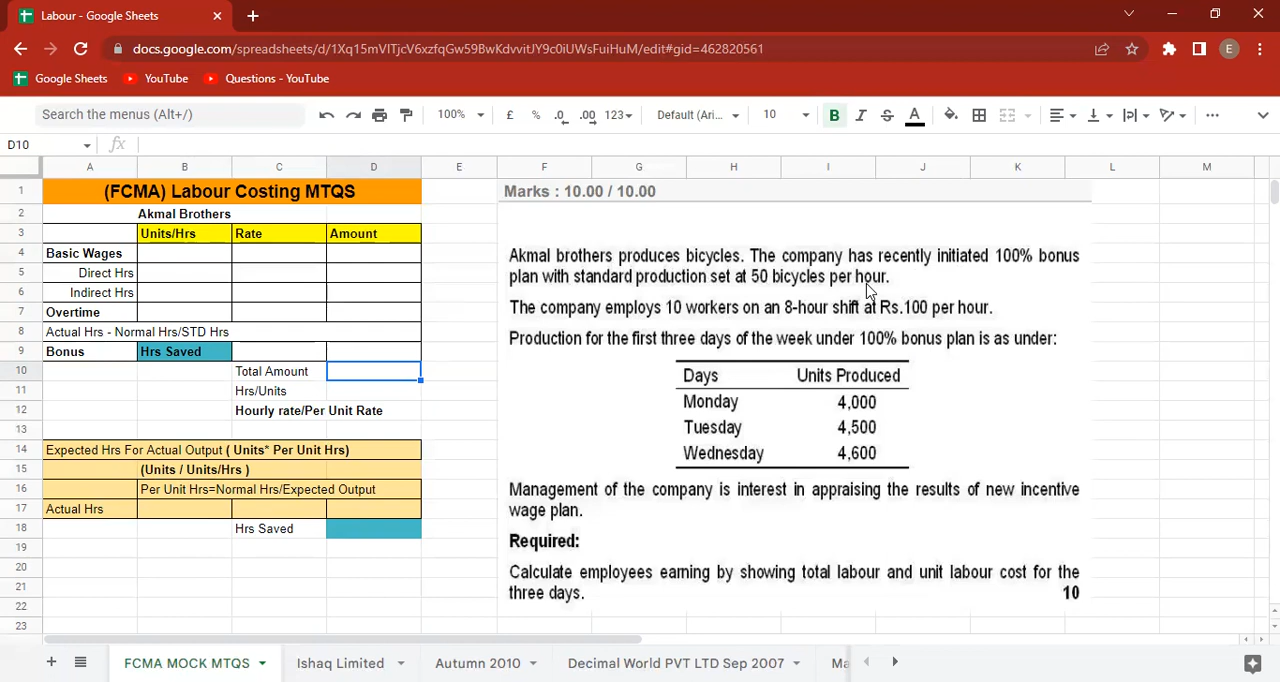 Labour - Google Sheets
docs.google.com/spreadsheets/d/1Xq15mVITjcV6xzfqGw59BwKdvvitJY9c0iUWsFuiHuM/edit#gid=462820561
E
Google Sheets YouTube Questions - YouTube
Search the menus (Alt+/) 100% £ % .0 .00 123 Default (Ari... 10 B I S A
D10 fx
A B C D E F G H I J K L M
1 (FCMA) Labour Costing MTQS Marks : 10.00 / 10.00
2 Akmal Brothers
3 Units/Hrs Rate Amount
4 Basic Wages
5 Direct Hrs
6 Indirect Hrs
7 Overtime
8 Actual Hrs - Normal Hrs/STD Hrs
9 Bonus Hrs Saved
10 Total Amount
11 Hrs/Units
12 Hourly rate/Per Unit Rate
13
14 Expected Hrs For Actual Output ( Units* Per Unit Hrs)
15 (Units / Units/Hrs )
16 Per Unit Hrs=Normal Hrs/Expected Output
17 Actual Hrs
18 Hrs Saved
19
20
21
22
23
Akmal brothers produces bicycles. The company has recently initiated 100% bonus
plan with standard production set at 50 bicycles per hour.
The company employs 10 workers on an 8-hour shift at Rs.100 per hour.
Production for the first three days of the week under 100% bonus plan is as under:
Days Units Produced
Monday 4,000
Tuesday 4,500
Wednesday 4,600
Management of the company is interest in appraising the results of new incentive
wage plan.
Required:
Calculate employees earning by showing total labour and unit labour cost for the
three days. 10
FCMA MOCK MTQS Ishaq Limited Autumn 2010 Decimal World PVT LTD Sep 2007 Ma